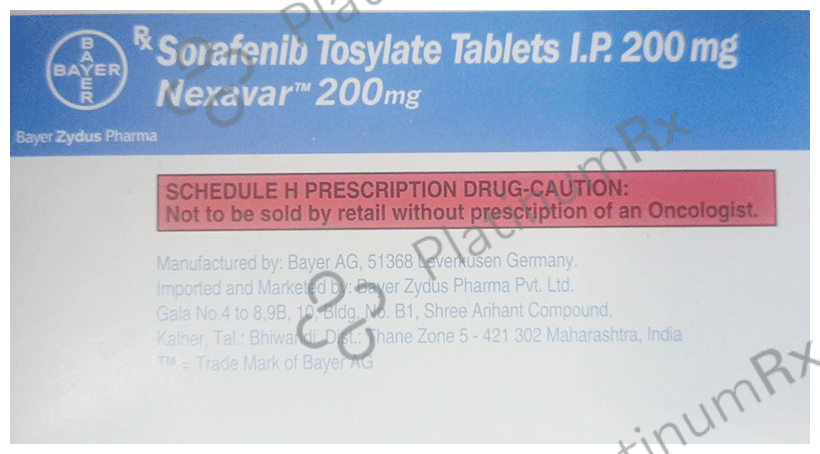 BAYER
BAYER
Rx Sorafenib Tosylate Tablets I.P. 200 mg
Nexavar™ 200mg
Bayer Zydus Pharma
SCHEDULE H PRESCRIPTION DRUG-CAUTION:
Not to be sold by retail without prescription of an Oncologist.
Manufactured by: Bayer AG, 51368 Leverkusen Germany.
Imported and Marketed by: Bayer Zydus Pharma Pvt. Ltd.
Gala No.4 to 8,9B, 10, Bldg. No. B1, Shree Arihant Compound,
Kalher, Tal.: Bhiwandi, Dist.: Thane Zone 5 - 421 302 Maharashtra, India
™ = Trade Mark of Bayer AG
Platinum
PlatinumRx
atinumRx